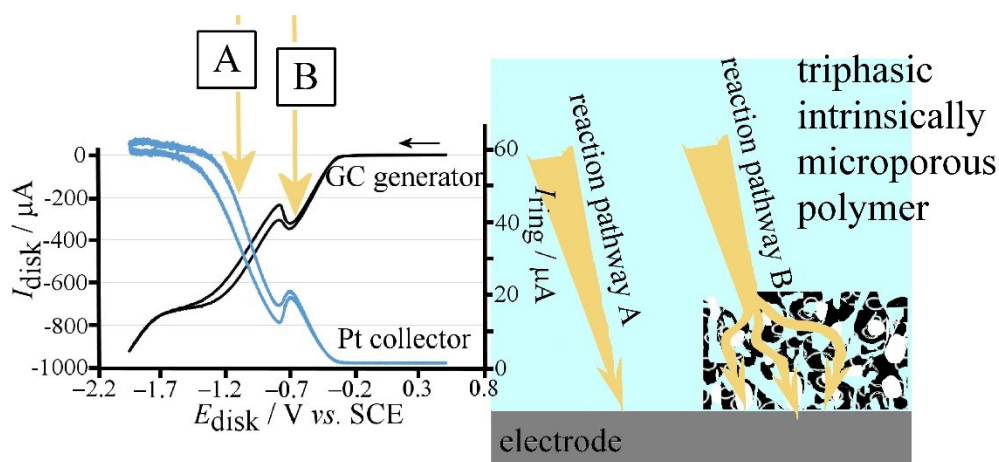 A
B
0
-200
-400
-600
-800
-1000
I_disk / µA
GC generator
Pt collector
60
40
20
0
I_ring / µA
−2.2 −1.7 −1.2 −0.7 −0.2 0.3 0.8
E_disk / V vs. SCE
reaction pathway A
reaction pathway B
triphasic
intrinsically
microporous
polymer
electrode